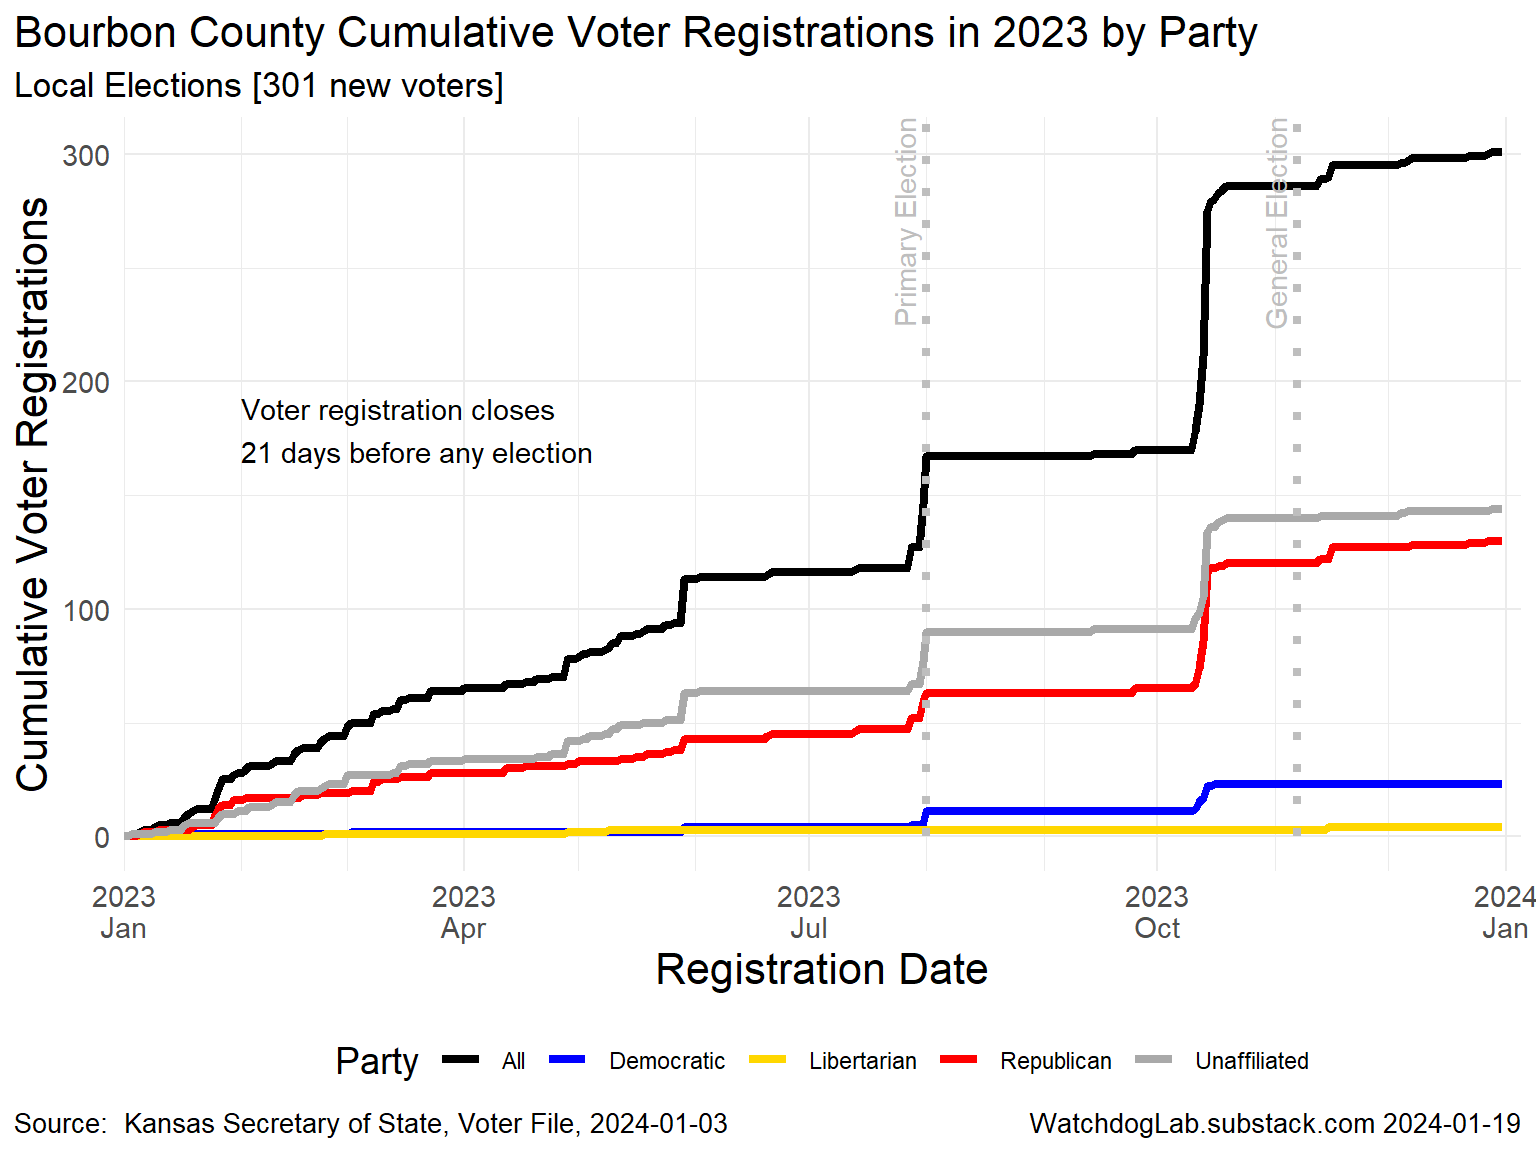 Bourbon County Cumulative Voter Registrations in 2023 by Party
Local Elections [301 new voters]
Cumulative Voter Registrations
300
200
100
0
Primary Election
General Election
Voter registration closes
21 days before any election
2023 2023 2023 2023 2024
Jan Apr Jul Oct Jan
Registration Date
Party All Democratic Libertarian Republican Unaffiliated
Source: Kansas Secretary of State, Voter File, 2024-01-03
WatchdogLab.substack.com 2024-01-19